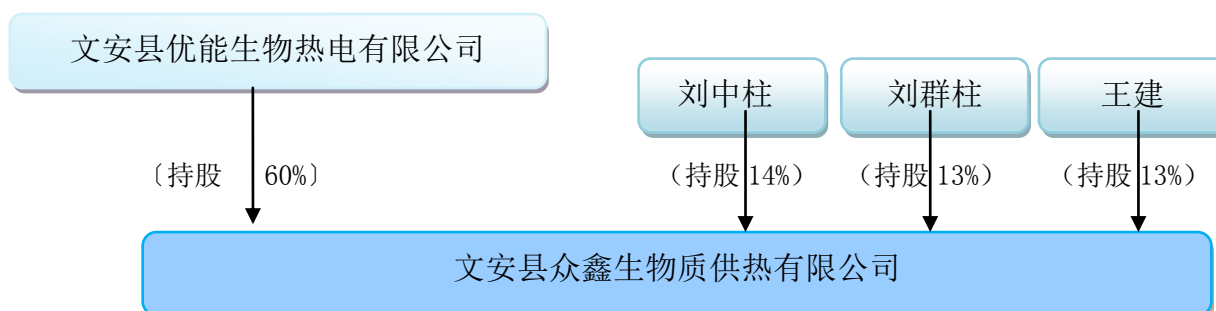 文安县优能生物热电有限公司
刘中柱
刘群柱
王建
〔持股 60%〕
（持股 14%）
（持股 13%）
（持股 13%）
文安县众鑫生物质供热有限公司